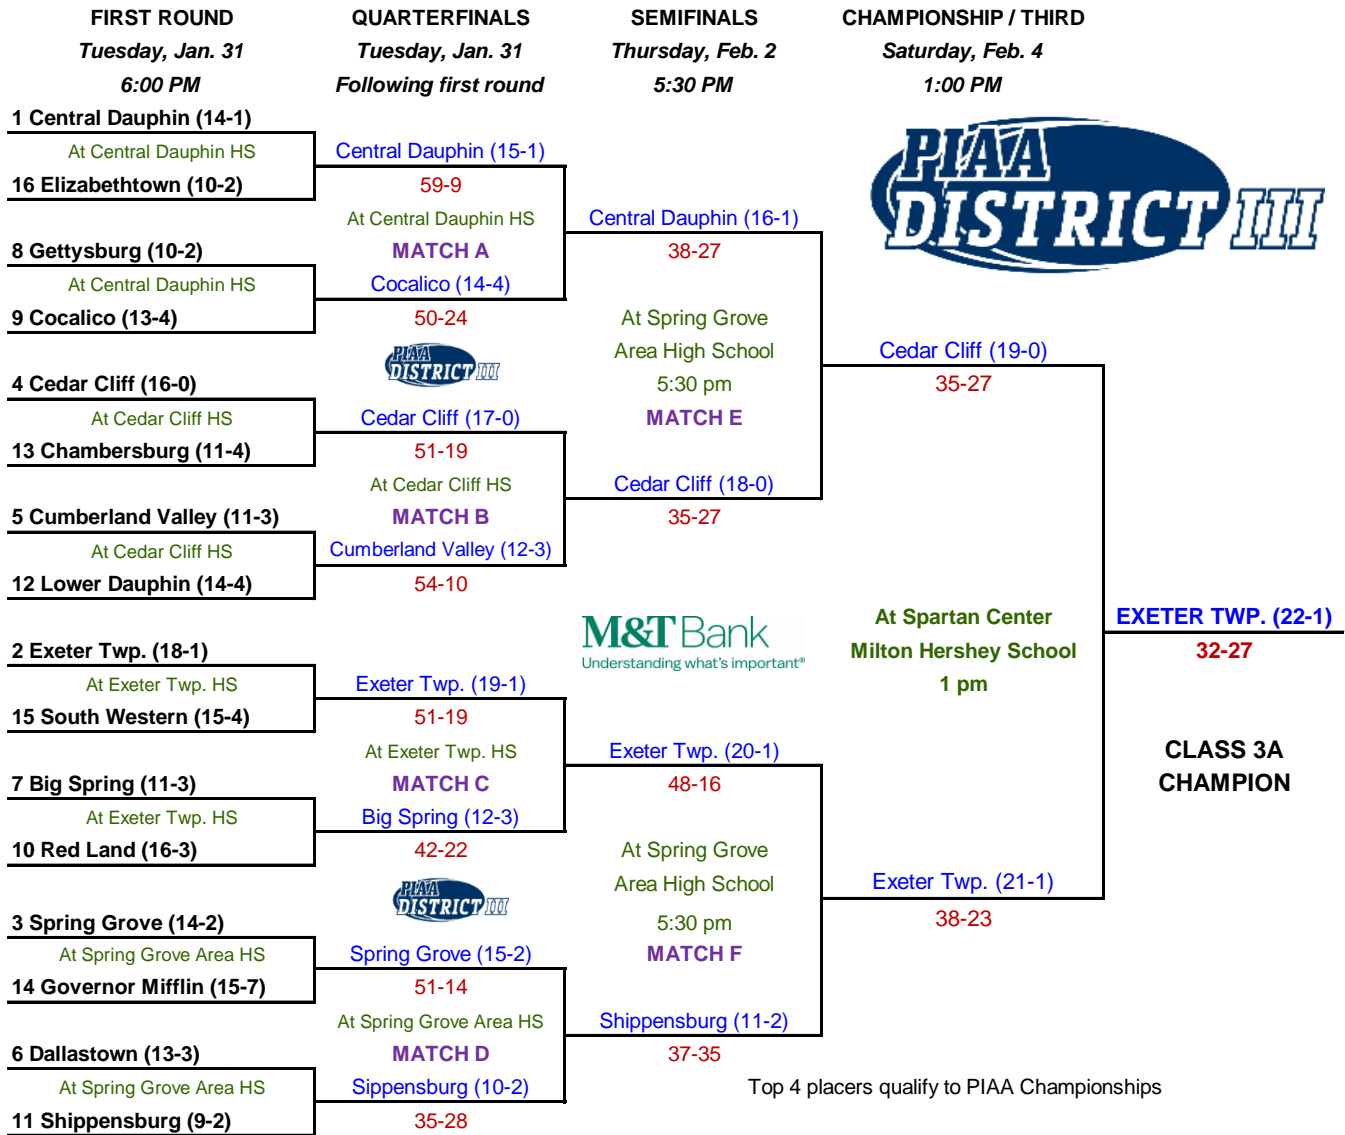 FIRST ROUND
Tuesday, Jan. 31
6:00 PM
QUARTERFINALS
Tuesday, Jan. 31
Following first round
SEMIFINALS
Thursday, Feb. 2
5:30 PM
CHAMPIONSHIP / THIRD
Saturday, Feb. 4
1:00 PM
1 Central Dauphin (14-1)
At Central Dauphin HS
16 Elizabethtown (10-2)
8 Gettysburg (10-2)
At Central Dauphin HS
9 Cocalico (13-4)
4 Cedar Cliff (16-0)
At Cedar Cliff HS
13 Chambersburg (11-4)
5 Cumberland Valley (11-3)
At Cedar Cliff HS
12 Lower Dauphin (14-4)
2 Exeter Twp. (18-1)
At Exeter Twp. HS
15 South Western (15-4)
7 Big Spring (11-3)
At Exeter Twp. HS
10 Red Land (16-3)
3 Spring Grove (14-2)
At Spring Grove Area HS
14 Governor Mifflin (15-7)
6 Dallastown (13-3)
At Spring Grove Area HS
11 Shippensburg (9-2)
Central Dauphin (15-1)
59-9
At Central Dauphin HS
MATCH A
Cocalico (14-4)
50-24
PIAA
DISTRICT III
Cedar Cliff (17-0)
51-19
At Cedar Cliff HS
MATCH B
Cumberland Valley (12-3)
54-10
Exeter Twp. (19-1)
51-19
At Exeter Twp. HS
MATCH C
Big Spring (12-3)
42-22
PIAA
DISTRICT III
Spring Grove (15-2)
51-14
At Spring Grove Area HS
MATCH D
Sippensburg (10-2)
35-28
Central Dauphin (16-1)
38-27
At Spring Grove
Area High School
5:30 pm
MATCH E
Cedar Cliff (18-0)
35-27
M&T Bank
Understanding what's important®
Exeter Twp. (20-1)
48-16
At Spring Grove
Area High School
5:30 pm
MATCH F
Shippensburg (11-2)
37-35
PIAA
DISTRICT III
Cedar Cliff (19-0)
35-27
At Spartan Center
Milton Hershey School
1 pm
Exeter Twp. (21-1)
38-23
EXETER TWP. (22-1)
32-27
CLASS 3A
CHAMPION
Top 4 placers qualify to PIAA Championships